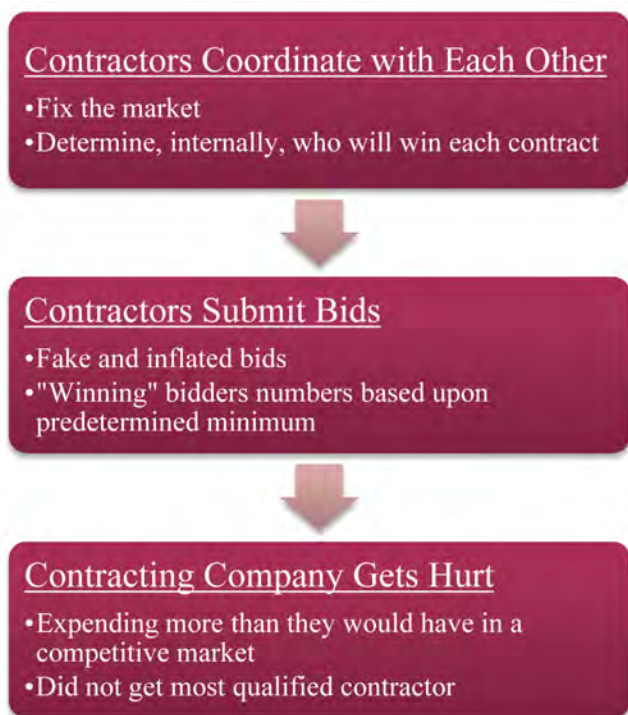 Contractors Coordinate with Each Other
•Fix the market
•Determine, internally, who will win each contract
Contractors Submit Bids
•Fake and inflated bids
•"Winning" bidders numbers based upon
predetermined minimum
Contracting Company Gets Hurt
•Expending more than they would have in a
competitive market
•Did not get most qualified contractor